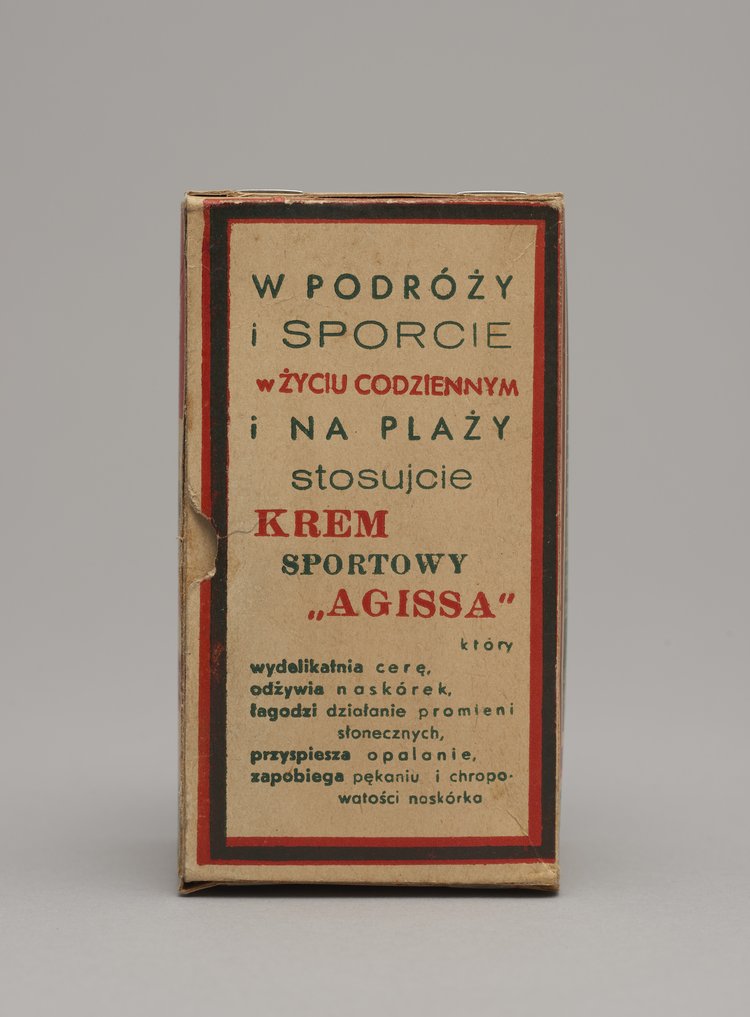 W PODRÓŻY
i SPORCIE
w ŻYCIU CODZIENNYM
i NA PLAŻY
stosujcie
KREM
SPORTOWY
„AGISSA”
który
wydelikatnia cerę,
odżywia naskórek,
łagodzi działanie promieni
słonecznych,
przyspiesza opalanie,
zapobiega pękaniu i chropo-
watości naskórka